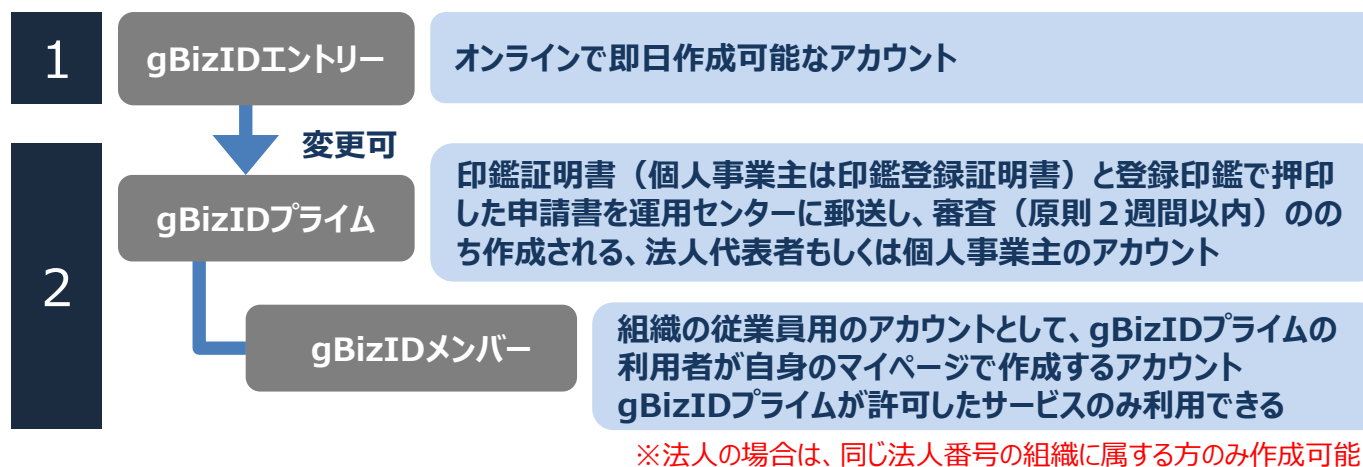 1
gBizIDエントリー
オンラインで即日作成可能なアカウント
変更可
2
gBizIDプライム
印鑑証明書（個人事業主は印鑑登録証明書）と登録印鑑で押印
した申請書を運用センターに郵送し、審査（原則２週間以内）のの
ち作成される、法人代表者もしくは個人事業主のアカウント
gBizIDメンバー
組織の従業員用のアカウントとして、gBizIDプライムの
利用者が自身のマイページで作成するアカウント
gBizIDプライムが許可したサービスのみ利用できる
※法人の場合は、同じ法人番号の組織に属する方のみ作成可能